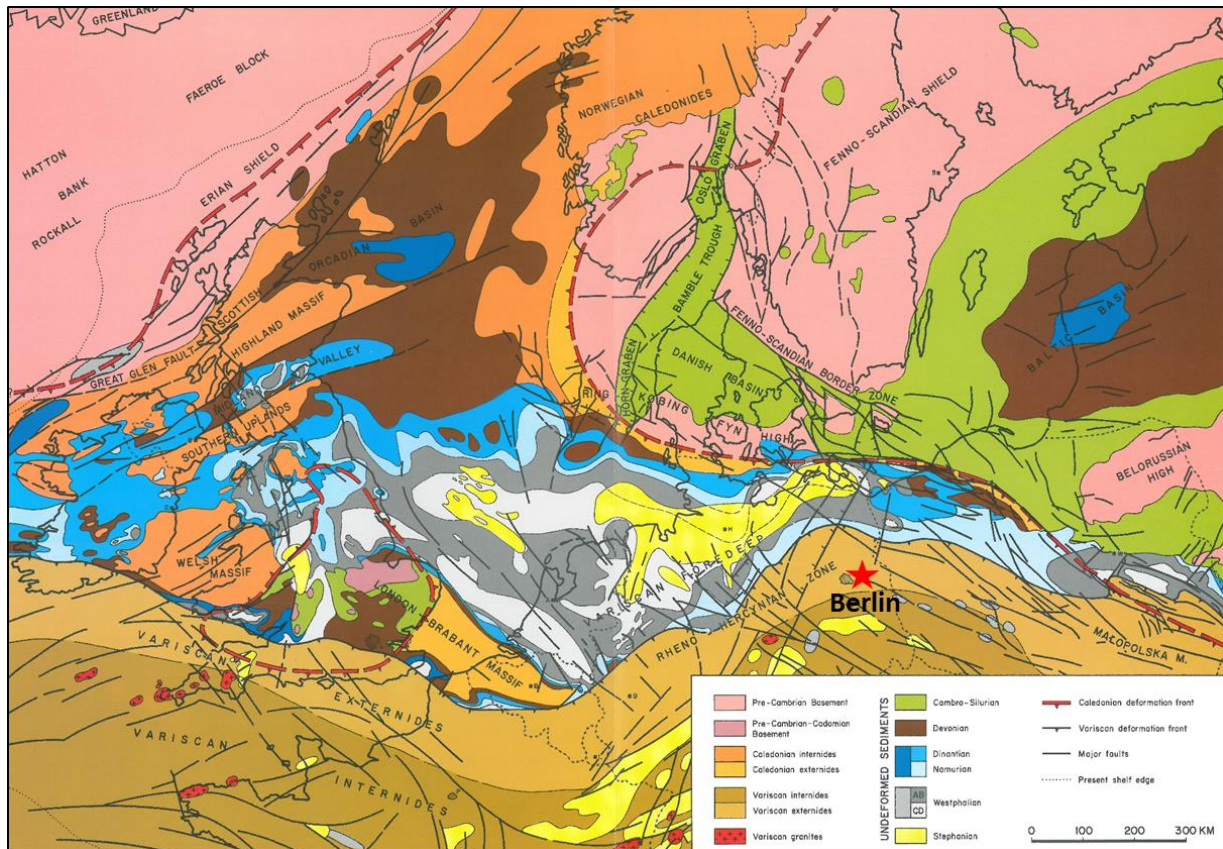 GREENLAND
FAEROE BLOCK
HATTON
BANK
ROCKALL
ERIAN SHIELD
NORWEGIAN
CALEDONIDES
FENNO-SCANDIAN SHIELD
OSLO GRABEN
BAMBLE TROUGH
ORCADIAN BASIN
SCOTTISH
HIGHLAND MASSIF
GREAT GLEN FAULT
MIDLAND VALLEY
SOUTHERN UPLANDS
HORN-GRABEN
DANISH BASIN
FENNO-SCANDIAN BORDER ZONE
RING KØBING FYN HIGH
BALTIC BASIN
BELORUSSIAN
HIGH
WELSH
MASSIF
LONDON - BRABANT MASSIF
VARISCAN FOREDEEP
RHENO HERCYNIAN ZONE
Berlin
MAŁOPOLSKA M.
VARISCAN
EXTERNIDES
VARISCAN
INTERNIDES
Pre-Cambrian Basement
Pre-Cambrian-Cadomian
Basement
Caledonian internides
Caledonian externides
Variscan internides
Variscan externides
Variscan granites
UNDEFORMED SEDIMENTS
Cambro-Silurian
Devonian
Dinantian
Namurian
AB
CD
Westphalian
Stephanian
Caledonian deformation front
Variscan deformation front
Major faults
Present shelf edge
0 100 200 300 KM